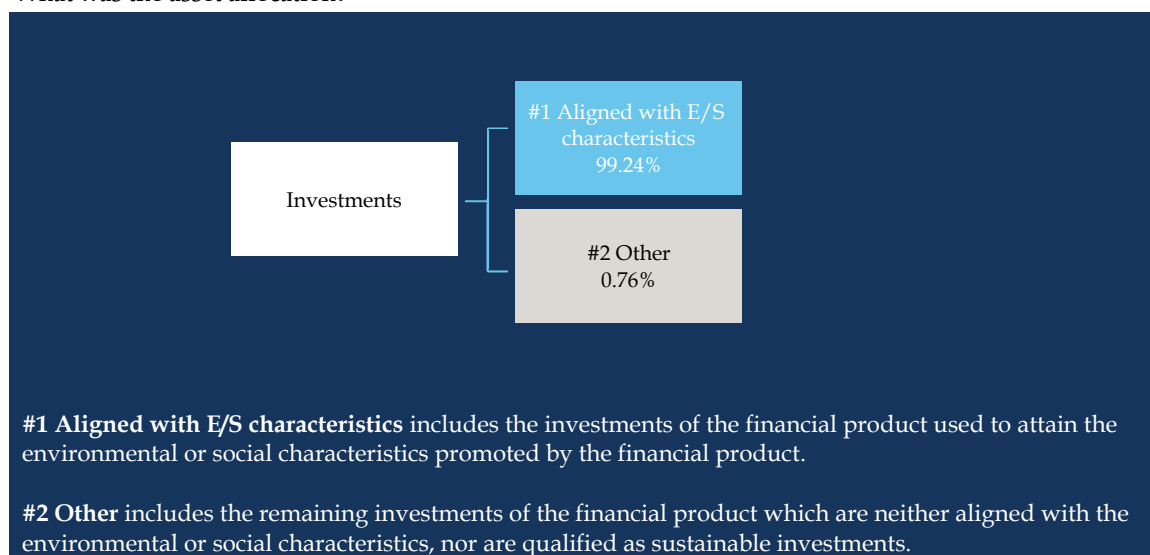 #1 Aligned with E/S
characteristics
99.24%
Investments
#2 Other
0.76%
#1 Aligned with E/S characteristics includes the investments of the financial product used to attain the
environmental or social characteristics promoted by the financial product.
#2 Other includes the remaining investments of the financial product which are neither aligned with the
environmental or social characteristics, nor are qualified as sustainable investments.